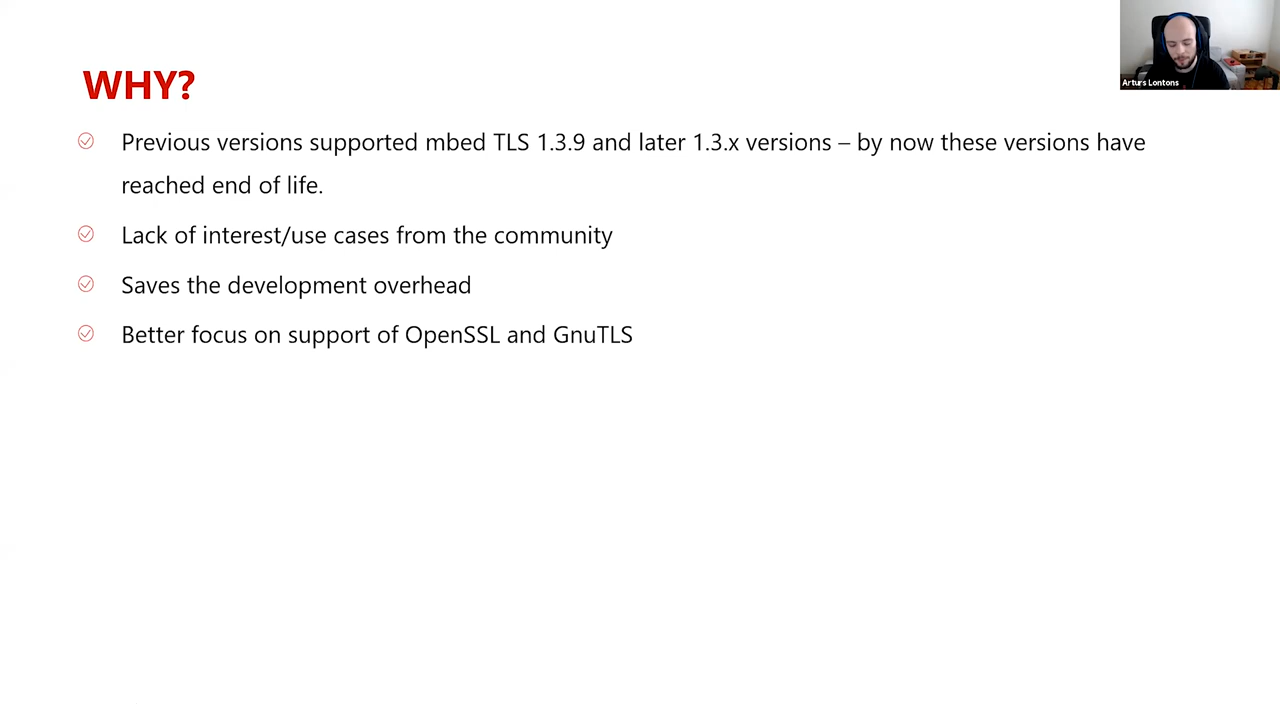 Arturs Lontons
WHY?
Previous versions supported mbed TLS 1.3.9 and later 1.3.x versions – by now these versions have
reached end of life.
Lack of interest/use cases from the community
Saves the development overhead
Better focus on support of OpenSSL and GnuTLS